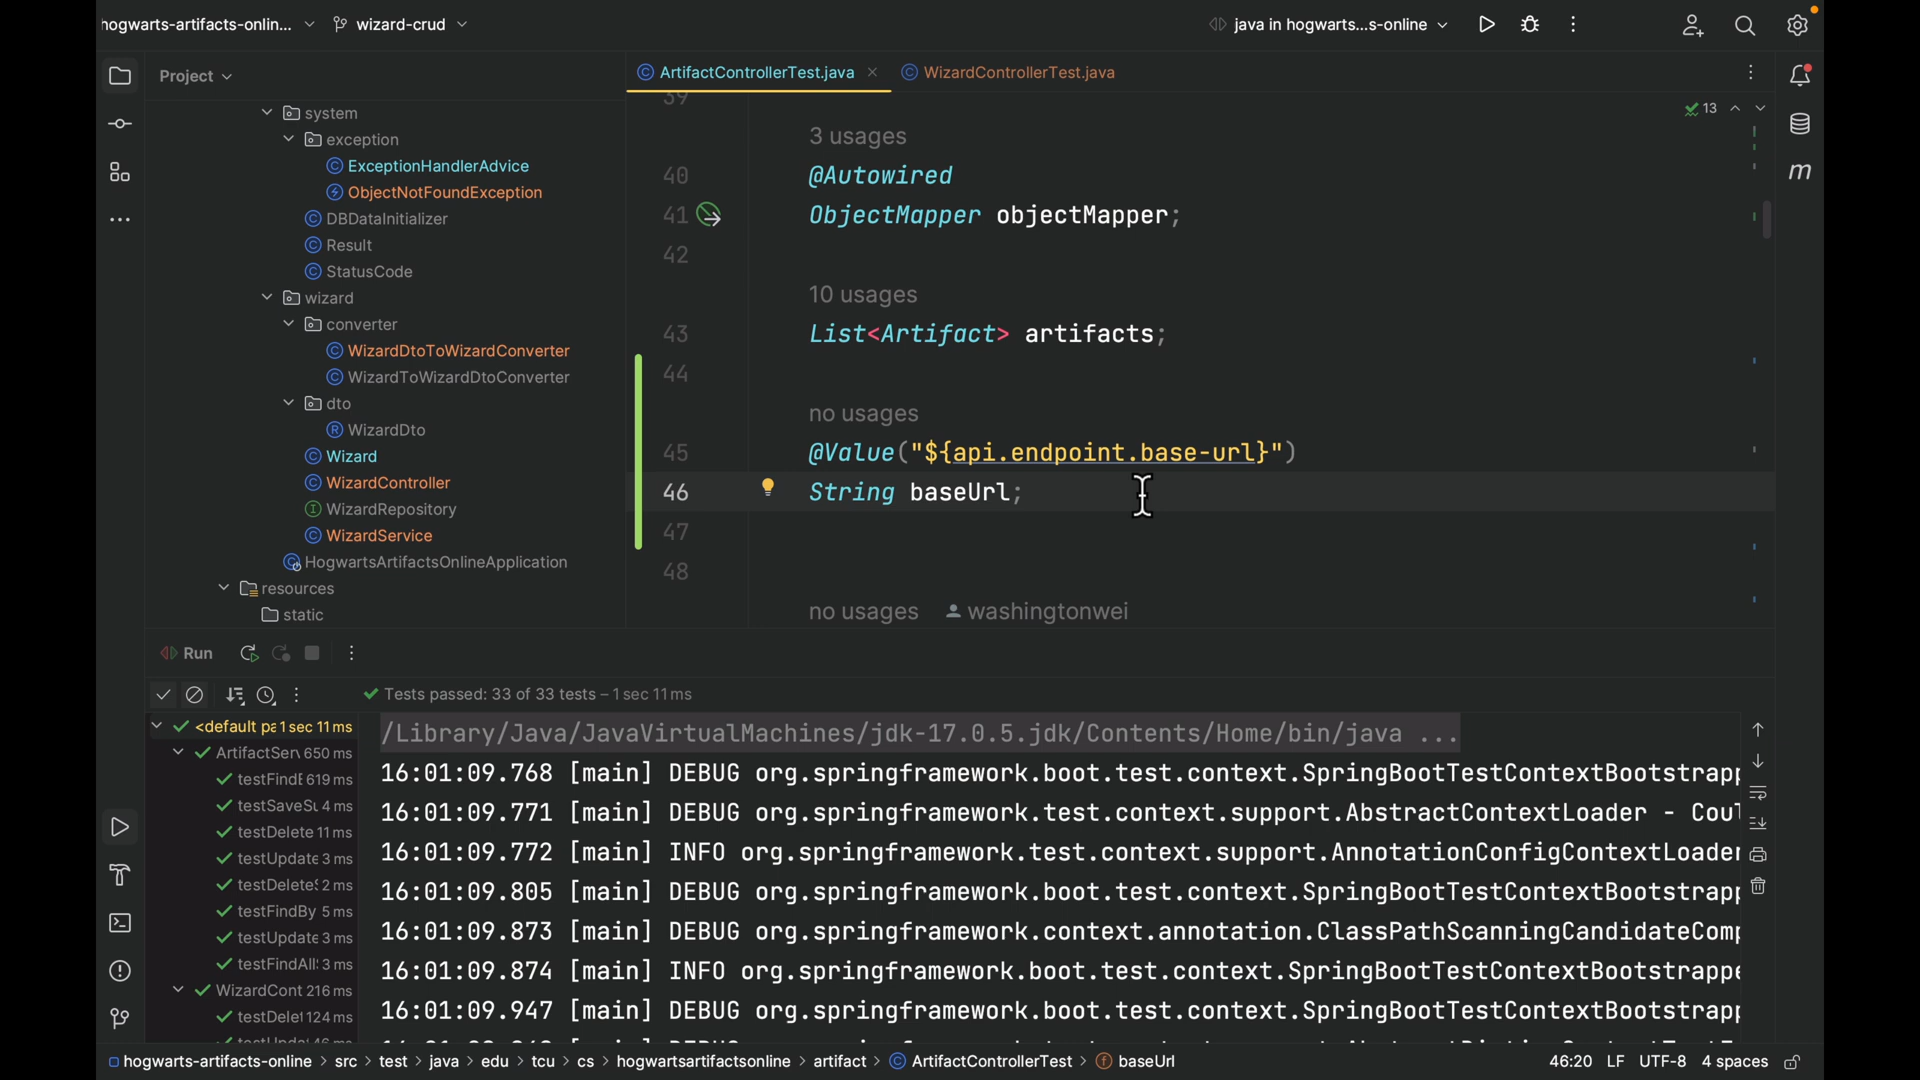 hogwarts-artifacts-onlin...
wizard-crud
java in hogwarts...s-online
Project
ArtifactControllerTest.java
WizardControllerTest.java
system
exception
ExceptionHandlerAdvice
ObjectNotFoundException
DBDataInitializer
Result
StatusCode
wizard
converter
WizardDtoToWizardConverter
WizardToWizardDtoConverter
dto
WizardDto
Wizard
WizardController
WizardRepository
WizardService
HogwartsArtifactsOnlineApplication
resources
static
39
13
3 usages
40 @Autowired
41 ObjectMapper objectMapper;
42
10 usages
43 List<Artifact> artifacts;
44
no usages
45 @Value("${api.endpoint.base-url}")
46 String baseUrl;
47
48
no usages washingtonwei
m
Run
Tests passed: 33 of 33 tests – 1 sec 11 ms
<default pa 1 sec 11 ms
ArtifactServ 650 ms
testFindE 619 ms
testSaveSu 4 ms
testDelete 11 ms
testUpdate 3 ms
testDeleteS 2 ms
testFindBy 5 ms
testUpdate 3 ms
testFindAll 3 ms
WizardCont 216 ms
testDelet 124 ms
/Library/Java/JavaVirtualMachines/jdk-17.0.5.jdk/Contents/Home/bin/java ...
16:01:09.768 [main] DEBUG org.springframework.boot.test.context.SpringBootTestContextBootstrapp
16:01:09.771 [main] DEBUG org.springframework.test.context.support.AbstractContextLoader - Coul
16:01:09.772 [main] INFO org.springframework.test.context.support.AnnotationConfigContextLoader
16:01:09.805 [main] DEBUG org.springframework.boot.test.context.SpringBootTestContextBootstrapp
16:01:09.873 [main] DEBUG org.springframework.context.annotation.ClassPathScanningCandidateComp
16:01:09.874 [main] INFO org.springframework.boot.test.context.SpringBootTestContextBootstrappe
16:01:09.947 [main] DEBUG org.springframework.boot.test.context.SpringBootTestContextBootstrapp
hogwarts-artifacts-online > src > test > java > edu > tcu > cs > hogwartsartifactsonline > artifact > ArtifactControllerTest > baseUrl
46:20 LF UTF-8 4 spaces